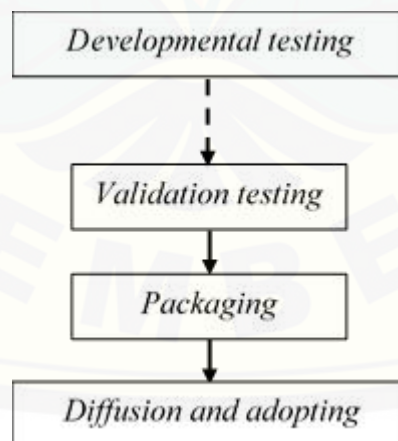 Developmental testing
Validation testing
Packaging
Diffusion and adopting